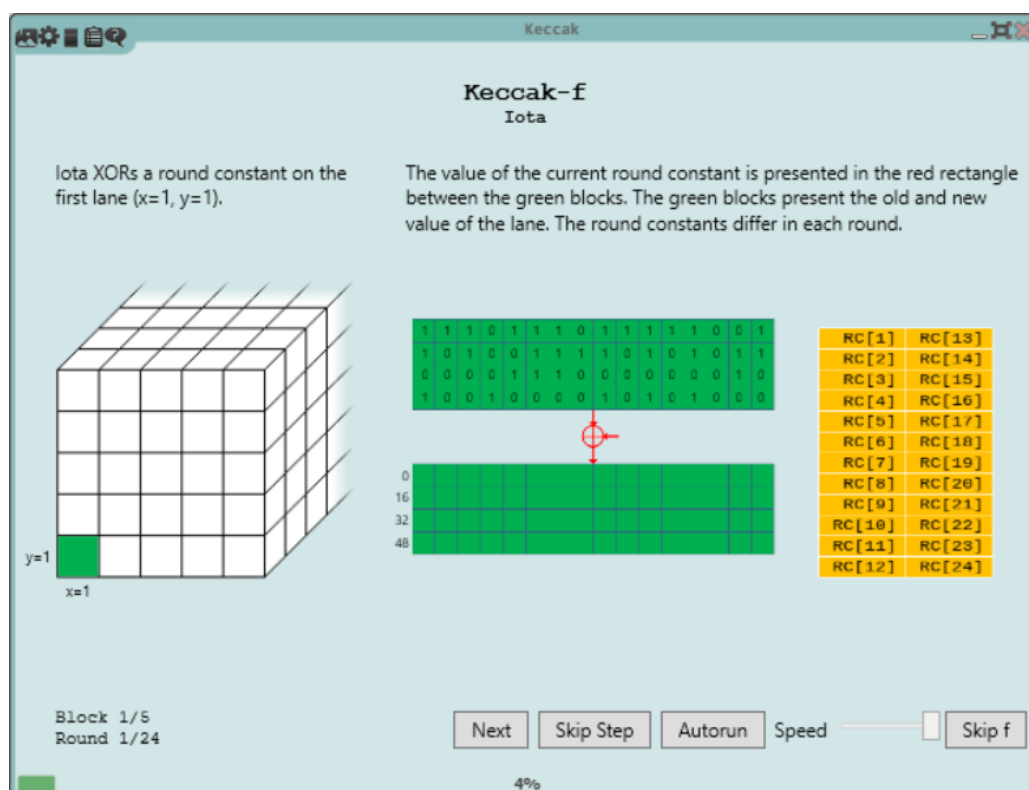 Keccak
Keccak-f
Iota
Iota XORs a round constant on the
first lane (x=1, y=1).
The value of the current round constant is presented in the red rectangle
between the green blocks. The green blocks present the old and new
value of the lane. The round constants differ in each round.
1 1 1 0 1 1 1 0 1 1 1 1 1 0 0 1
1 0 1 0 0 1 1 1 1 0 1 0 1 0 1 1
0 0 0 0 1 1 1 0 0 0 0 0 0 0 1 0
1 0 0 1 0 0 0 0 1 0 1 0 1 0 0 0
0
16
32
48
RC[1] RC[13]
RC[2] RC[14]
RC[3] RC[15]
RC[4] RC[16]
RC[5] RC[17]
RC[6] RC[18]
RC[7] RC[19]
RC[8] RC[20]
RC[9] RC[21]
RC[10] RC[22]
RC[11] RC[23]
RC[12] RC[24]
y=1
x=1
Block 1/5
Round 1/24
Next Skip Step Autorun Speed Skip f
4%